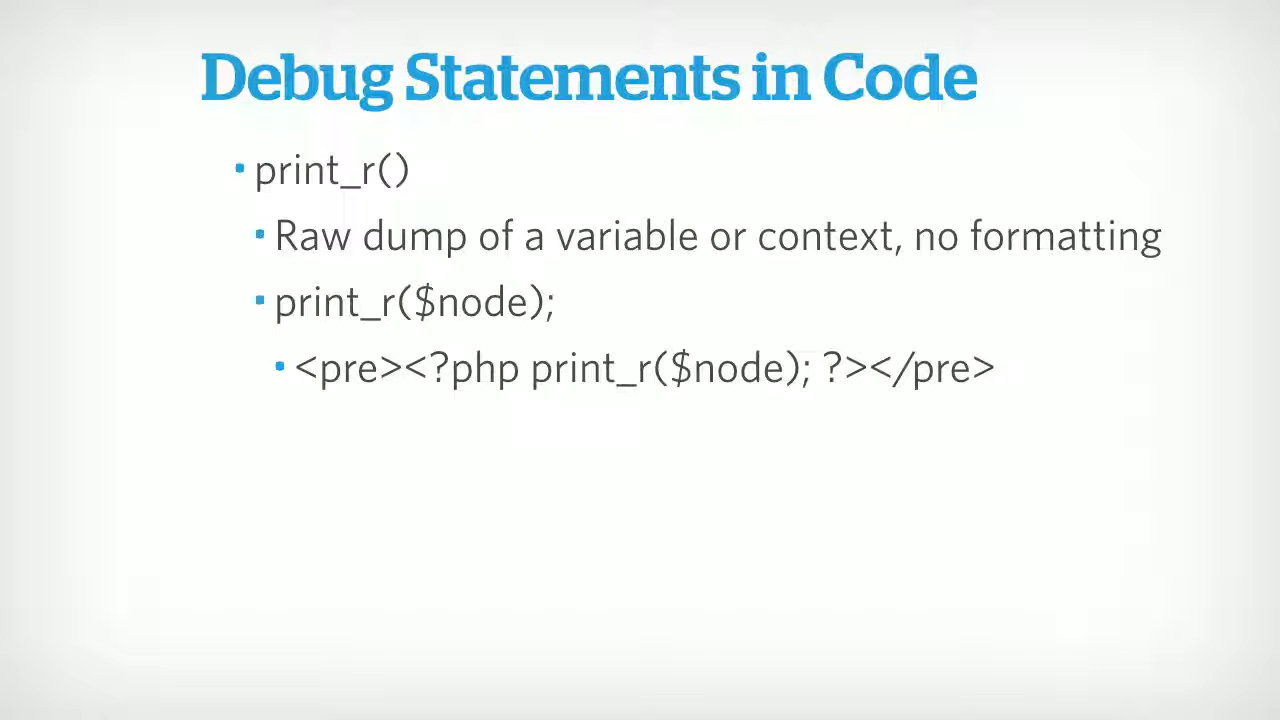 Debug Statements in Code
print_r()
Raw dump of a variable or context, no formatting
print_r($node);
<pre><?php print_r($node); ?></pre>